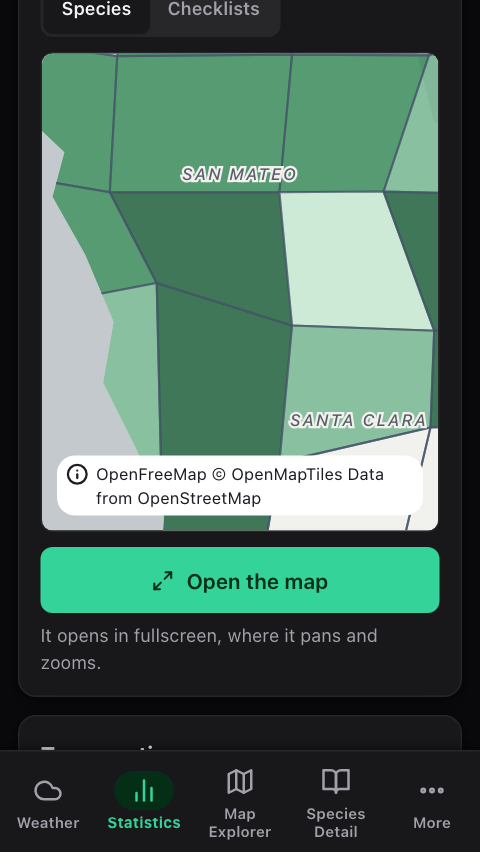 Species
Checklists
SAN MATEO
SANTA CLARA
OpenFreeMap © OpenMapTiles Data
from OpenStreetMap
Open the map
It opens in fullscreen, where it pans and
zooms.
Weather
Statistics
Map
Explorer
Species
Detail
More